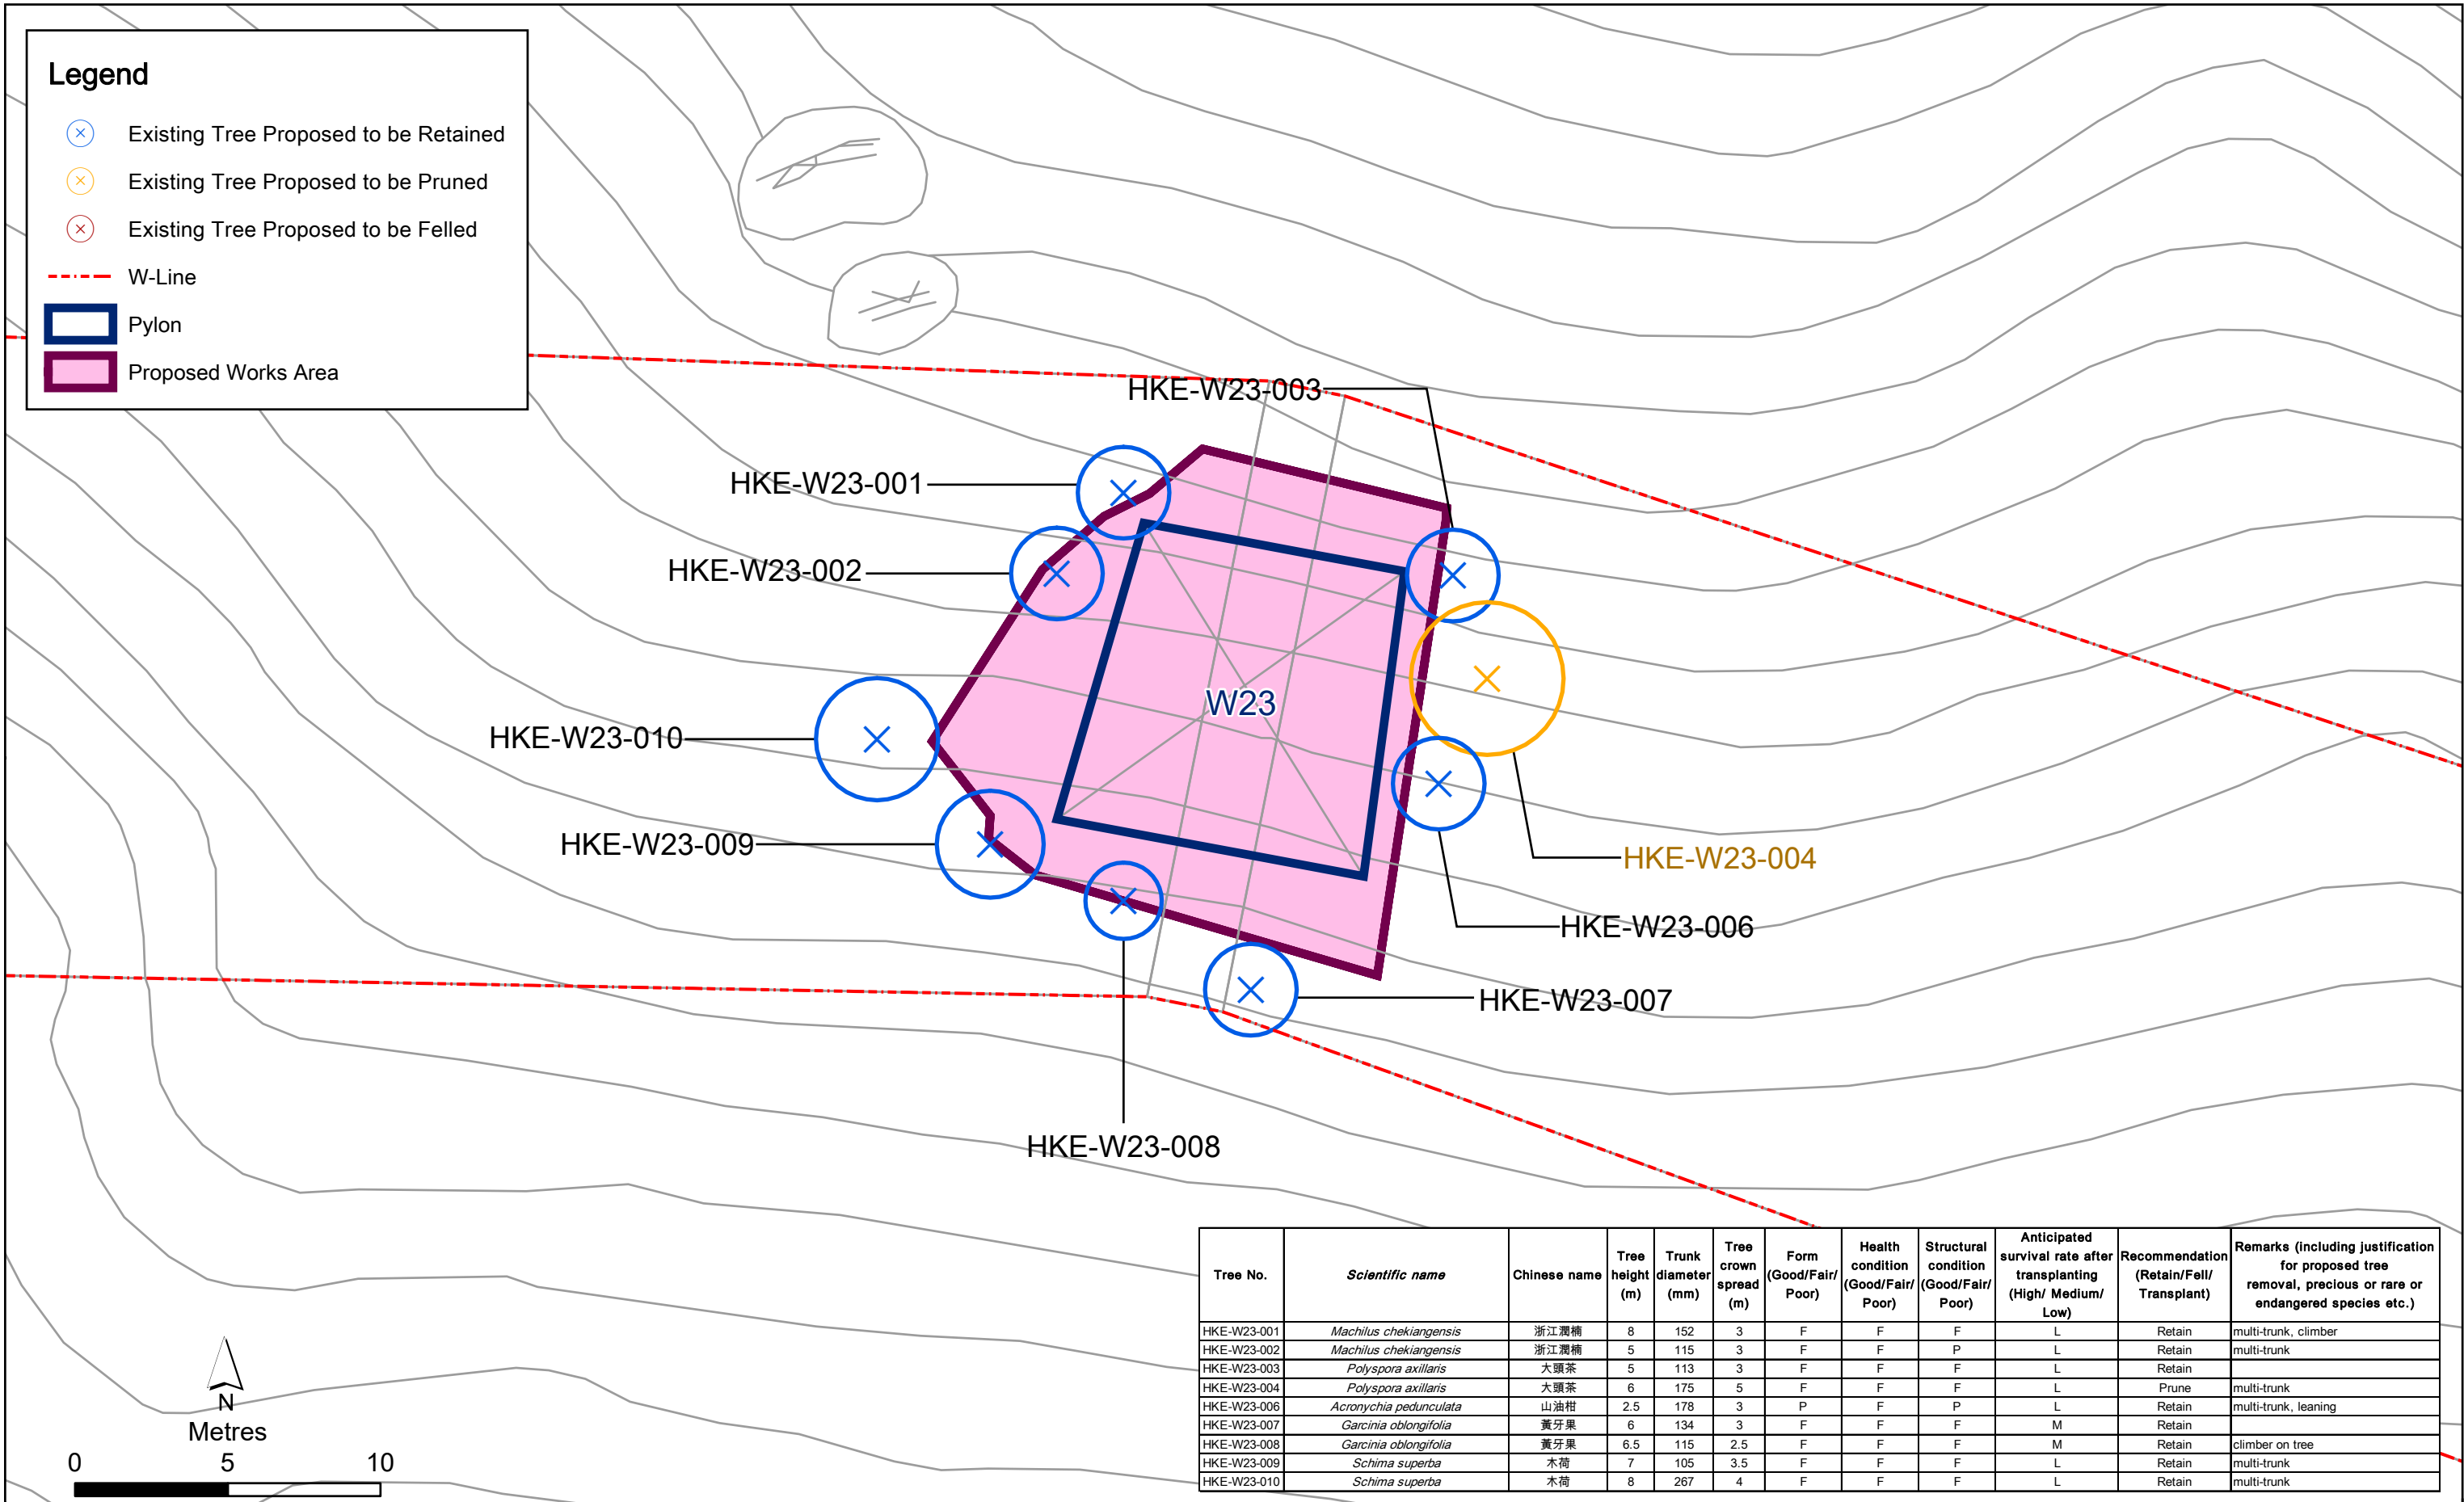 Legend
Existing Tree Proposed to be Retained
Existing Tree Proposed to be Pruned
Existing Tree Proposed to be Felled
W-Line
Pylon
Proposed Works Area
HKE-W23-003
HKE-W23-001
HKE-W23-002
W23
HKE-W23-010
HKE-W23-009
HKE-W23-004
HKE-W23-006
HKE-W23-007
HKE-W23-008
N
Metres
0 5 10
Tree No. Scientific name Chinese name Tree height (m) Trunk diameter (mm) Tree crown spread (m) Form (Good/Fair/ Poor) Health condition (Good/Fair/ Poor) Structural condition (Good/Fair/ Poor) Anticipated survival rate after transplanting (High/ Medium/ Low) Recommendation (Retain/Fell/ Transplant) Remarks (including justification for proposed tree removal, precious or rare or endangered species etc.)
HKE-W23-001 Machilus chekiangensis 浙江潤楠 8 152 3 F F F L Retain multi-trunk, climber
HKE-W23-002 Machilus chekiangensis 浙江潤楠 5 115 3 F F P L Retain multi-trunk
HKE-W23-003 Polyspora axillaris 大頭茶 5 113 3 F F F L Retain
HKE-W23-004 Polyspora axillaris 大頭茶 6 175 5 F F F L Prune multi-trunk
HKE-W23-006 Acronychia pedunculata 山油柑 2.5 178 3 P F P L Retain multi-trunk, leaning
HKE-W23-007 Garcinia oblongifolia 黃牙果 6 134 3 F F F M Retain
HKE-W23-008 Garcinia oblongifolia 黃牙果 6.5 115 2.5 F F F M Retain climber on tree
HKE-W23-009 Schima superba 木荷 7 105 3.5 F F F L Retain multi-trunk
HKE-W23-010 Schima superba 木荷 8 267 4 F F F L Retain multi-trunk